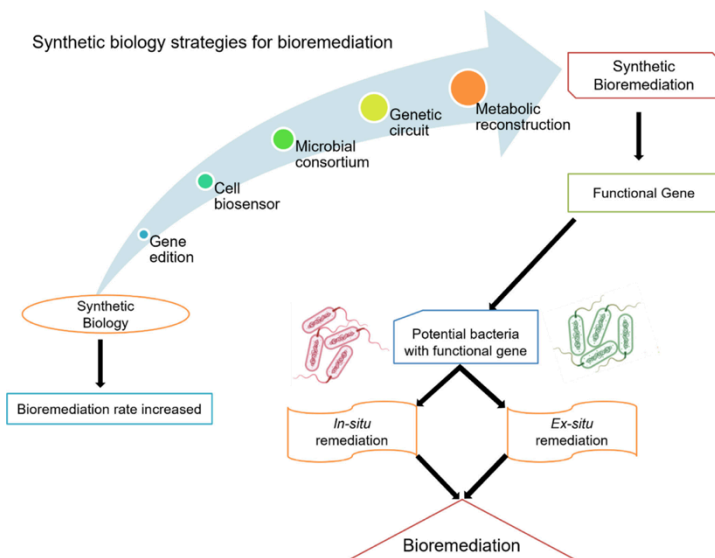 Synthetic biology strategies for bioremediation
Synthetic
Bioremediation
Metabolic
reconstruction
Genetic
circuit
Microbial
consortium
Cell
biosensor
Gene
edition
Functional Gene
Synthetic
Biology
Potential bacteria
with functional gene
Bioremediation rate increased
In-situ
remediation
Ex-situ
remediation
Bioremediation